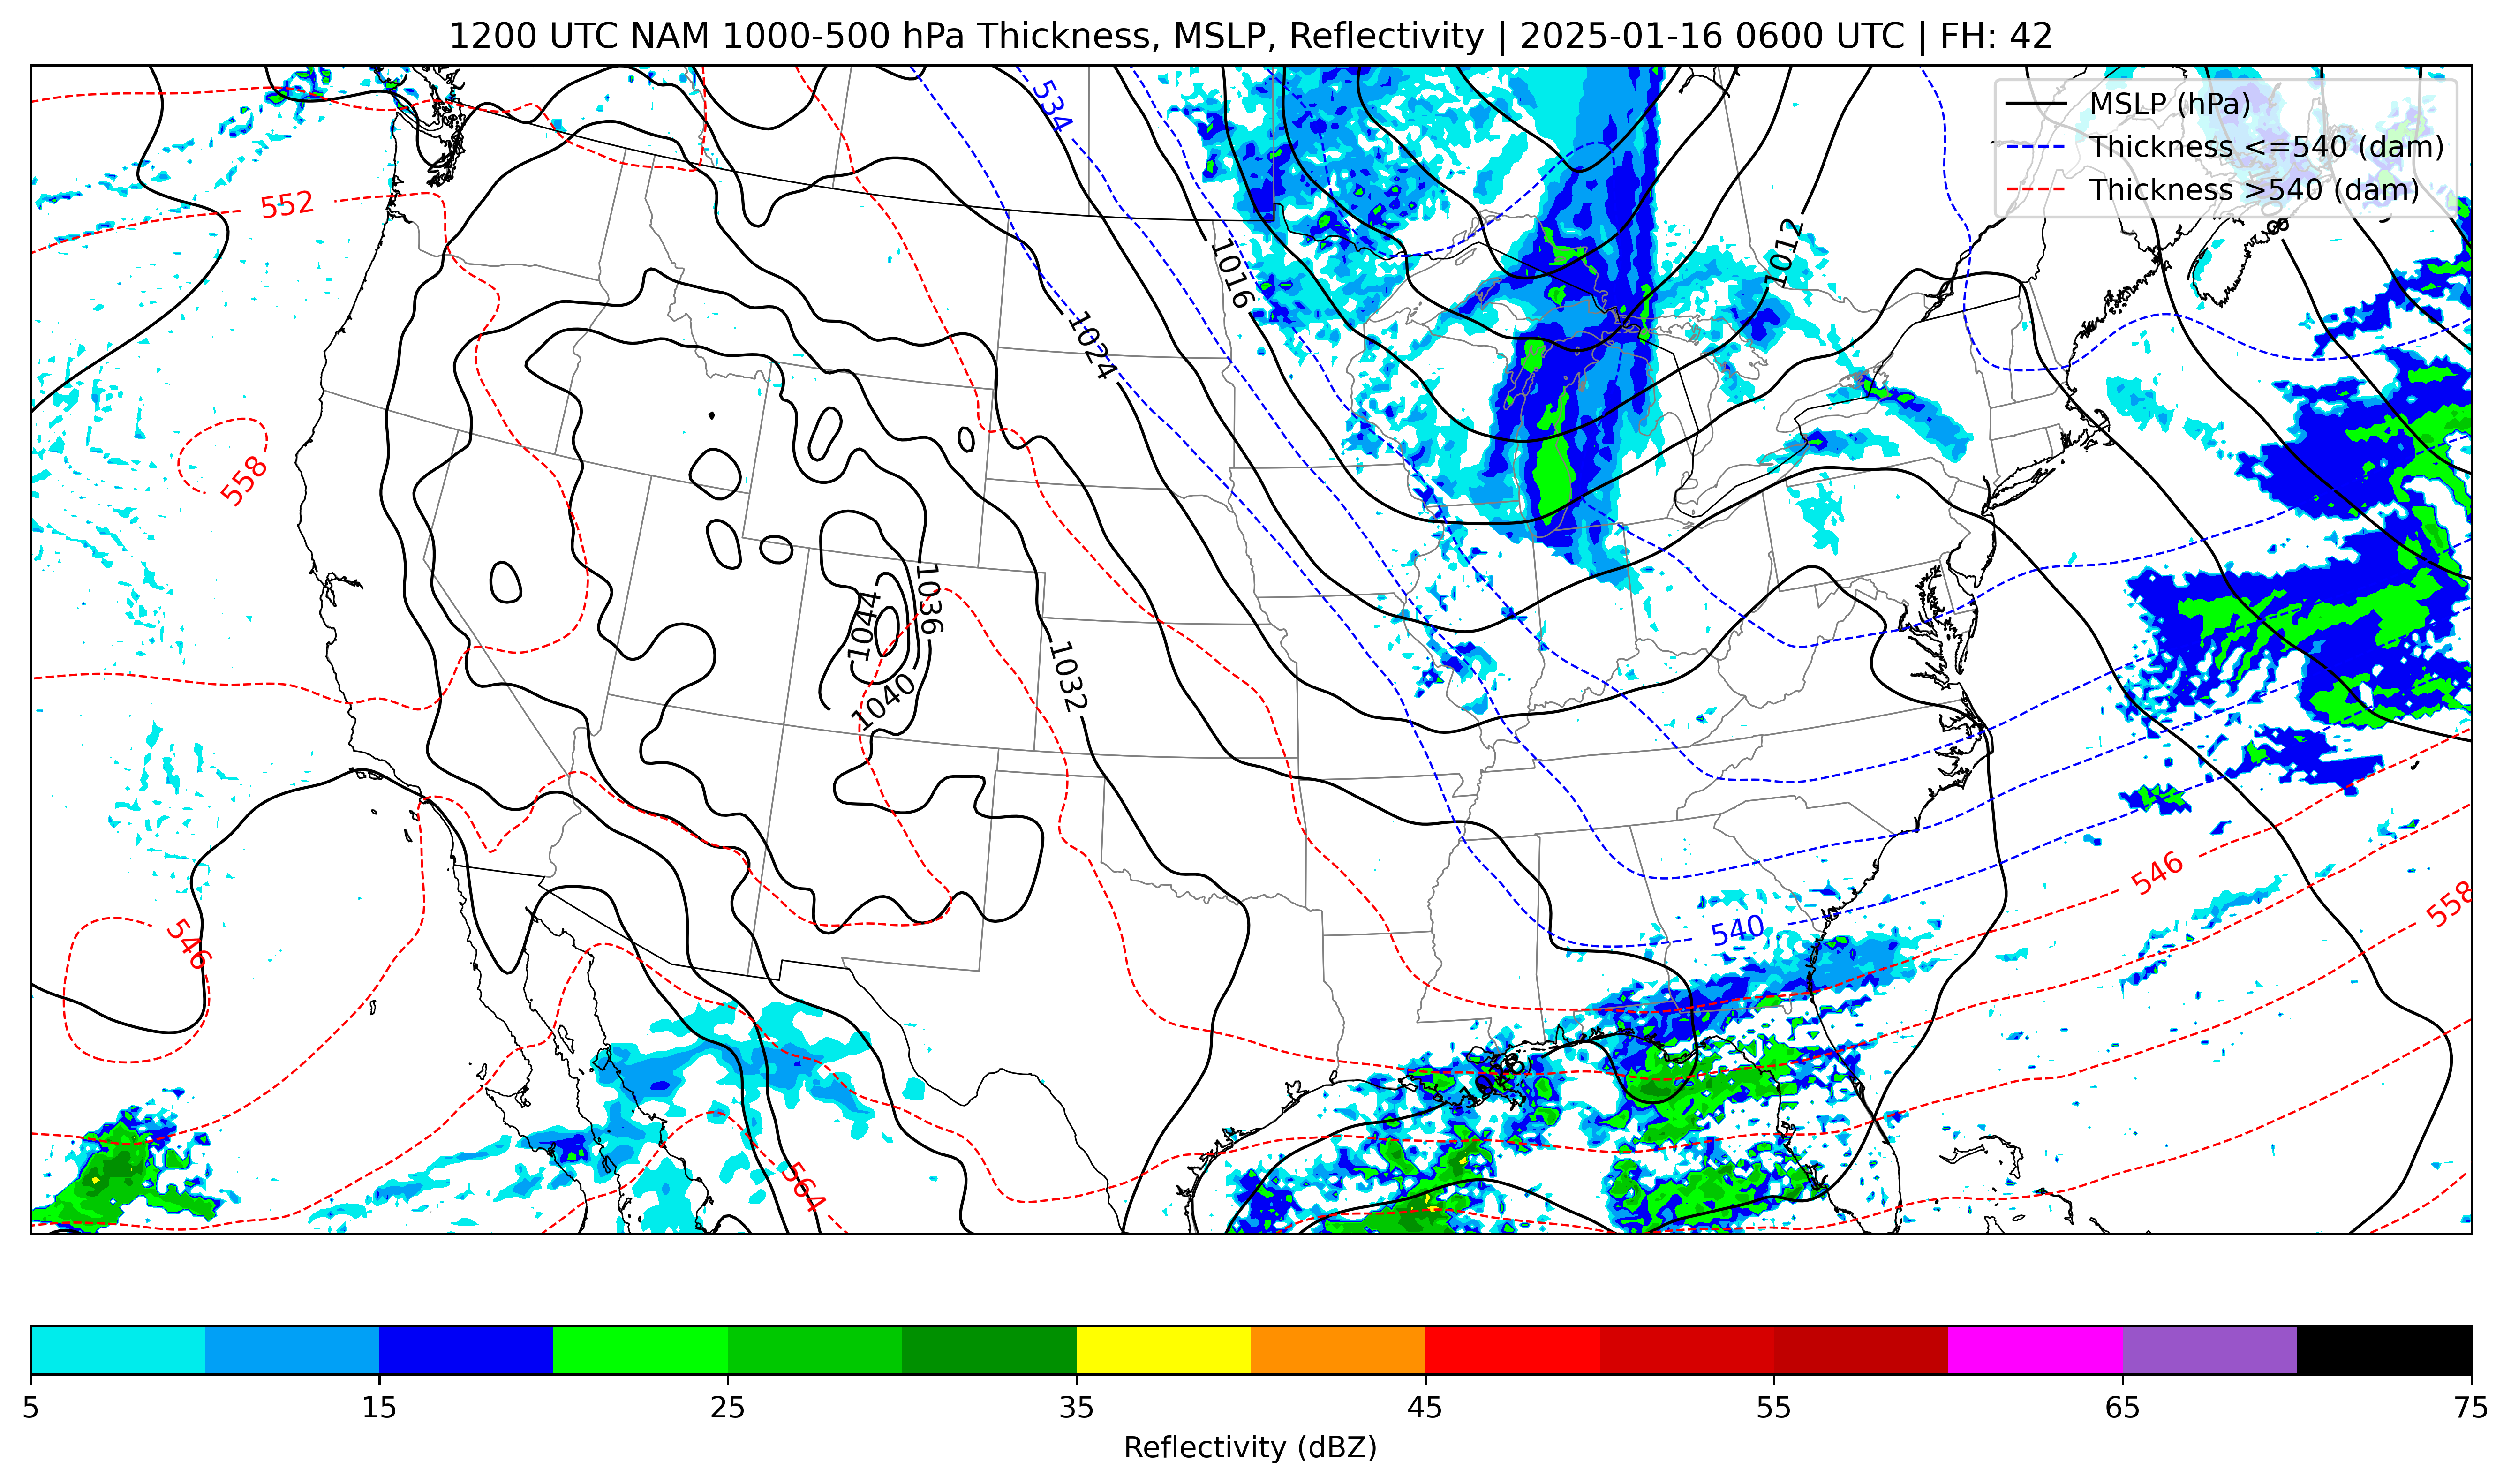 1200 UTC NAM 1000-500 hPa Thickness, MSLP, Reflectivity | 2025-01-16 0600 UTC | FH: 42
MSLP (hPa)
Thickness <=540 (dam)
Thickness >540 (dam)
534
552
1012
1016
1024
558
1036
1044
1032
1040
546
558
540
546
564
5 15 25 35 45 55 65 75
Reflectivity (dBZ)